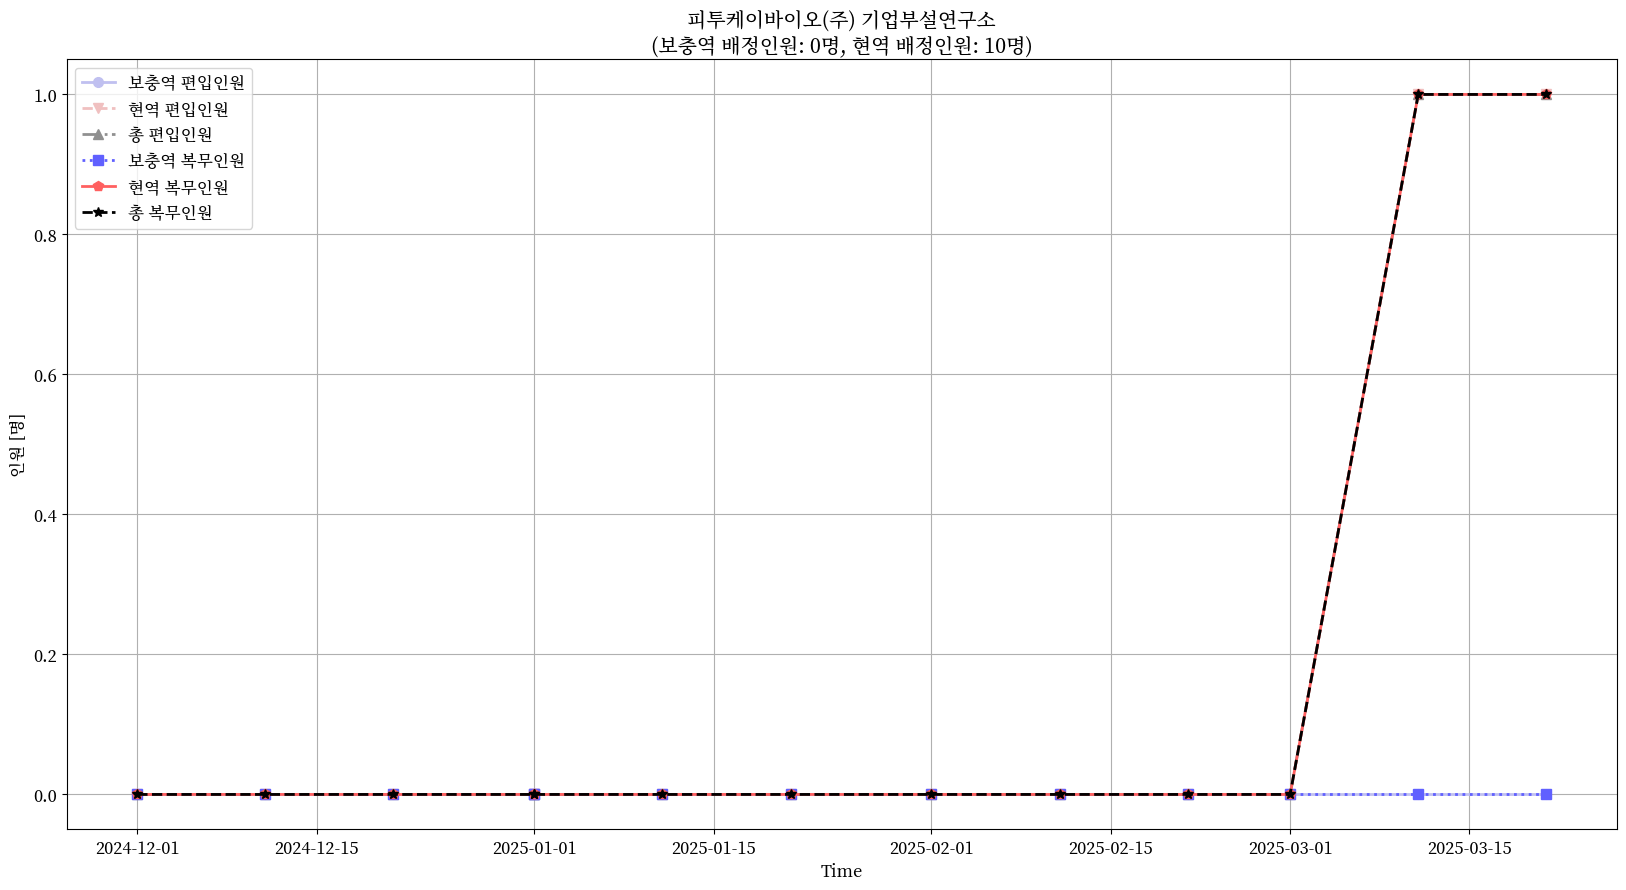 피투케이바이오(주) 기업부설연구소
(보충역 배정인원: 0명, 현역 배정인원: 10명)
보충역 편입인원
현역 편입인원
총 편입인원
보충역 복무인원
현역 복무인원
총 복무인원
1.0
0.8
0.6
0.4
0.2
0.0
인원 [명]
2024-12-01
2024-12-15
2025-01-01
2025-01-15
2025-02-01
2025-02-15
2025-03-01
2025-03-15
Time